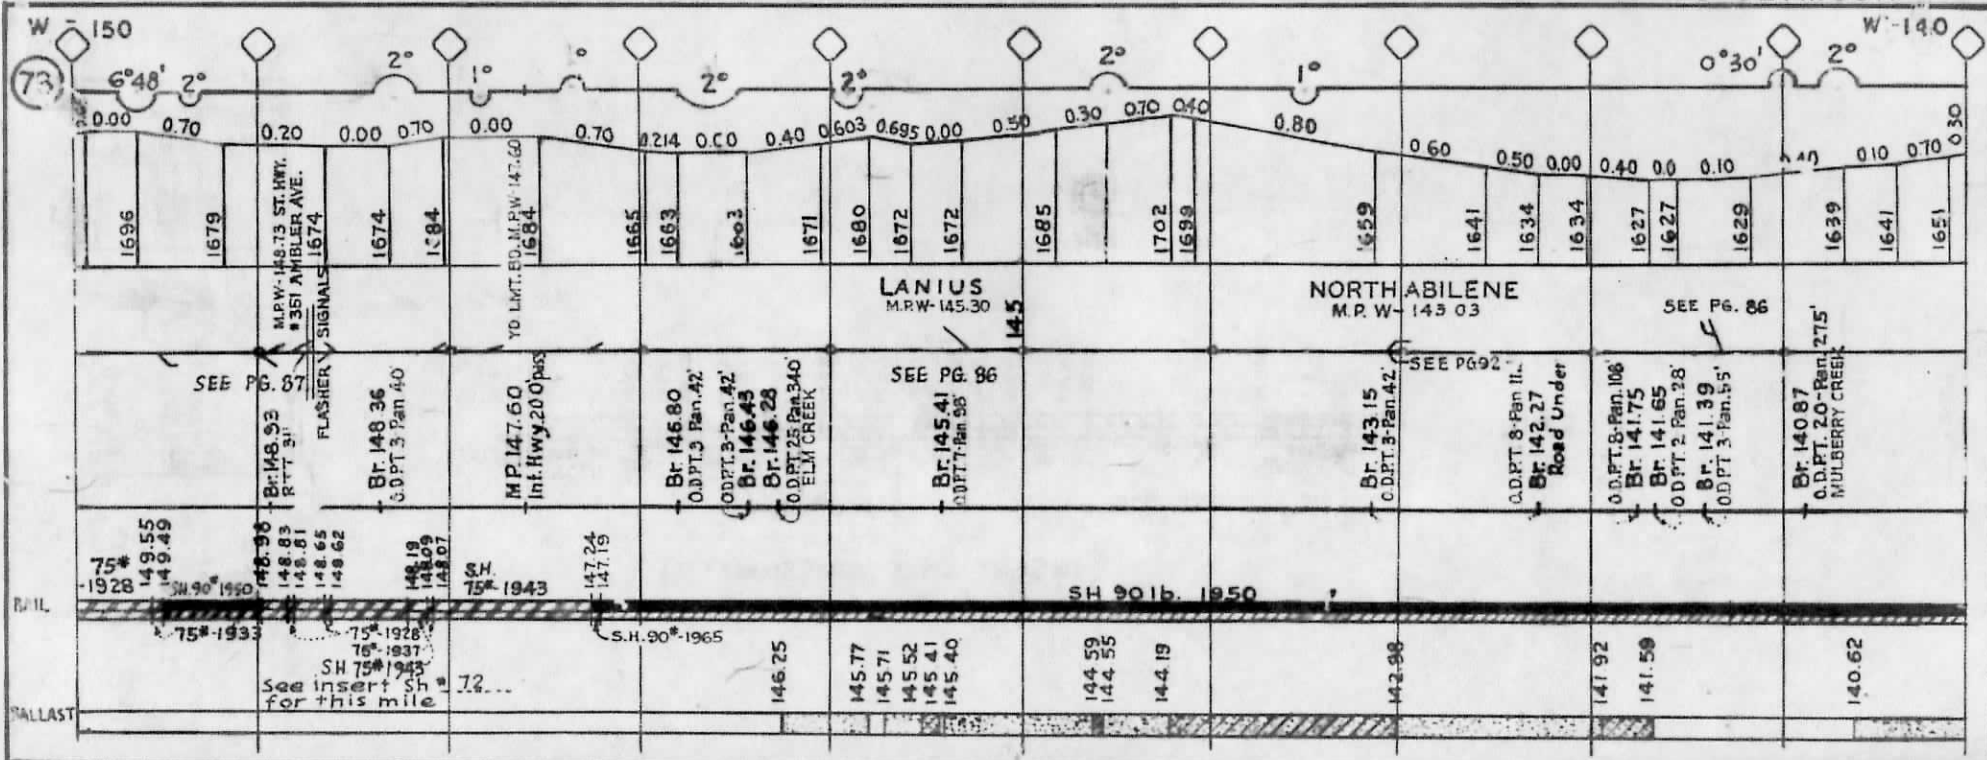 W - 150
W - 140
73
6°48'
2°
2°
1°
2°
2°
2°
1°
0°30'
2°
0.00 0.70 0.20 0.00 0.70 0.00 0.70 0.214 0.40 0.603 0.695 0.00 0.50 0.30 0.70 0.40 0.80 0.60 0.50 0.00 0.40 0.0 0.10 0.10 0.70 0.30
1696
1679
1674
1674
1684
1665
1663
1671
1680
1672
1672
1685
1702
1698
1659
1641
1634
1634
1627
1627
1629
1639
1641
1651
M.P.W-148.73 ST. HWY.
#351 AMBLER AVE.
FLASHER SIGNALS
YD. LMT. BD. M.P.W-147.60
LANIUS
M.P.W-145.30
145
NORTH ABILENE
M.P. W-143 03
SEE PG. 86
SEE PG. 87
SEE PG. 86
SEE PG92
Br. 148.93
Br. 148.36
O.D.P.T. 3 Pan. 40'
M.P. 147.60
Int. Hwy. 20 O'pass
Br. 146.80
O.D.P.T. 3 Pan. 42'
O.D.P.T. 3-Pan. 42'
Br. 146.43
Br. 146.28
O.D.P.T. 25 Pan. 340'
ELM CREEK
Br. 145.41
O.D.P.T. 7-Pan. 98'
Br. 143.15
O.D.P.T. 3-Pan. 42'
O.D.P.T. 8-Pan
Br. 142.27
Road Under
O.D.P.T. 8-Pan. 108'
Br. 141.75
Br. 141.65
O.D.P.T. 2 Pan. 28'
Br. 141.39
O.D.P.T. 3-Pan. 55'
Br. 140.87
O.D.P.T. 20-Pan. 275'
MULBERRY CREEK
75#
-1928
149.55
149.49
SH. 90# 1950
148.98
148.83
148.81
148.65
148.62
148.19
148.09
148.07
S.H.
75#-1943
147.24
147.19
SH 90 lb. 1950
RAIL
75#-1933
75#-1928
75#-1937
SH 75#-1943
S.H. 90#-1965
See insert Sh # 72
for this mile
146.25
145.77
145.71
145.52
145.41
145.40
144.59
144.55
144.19
142.98
141.92
141.59
140.62
BALLAST